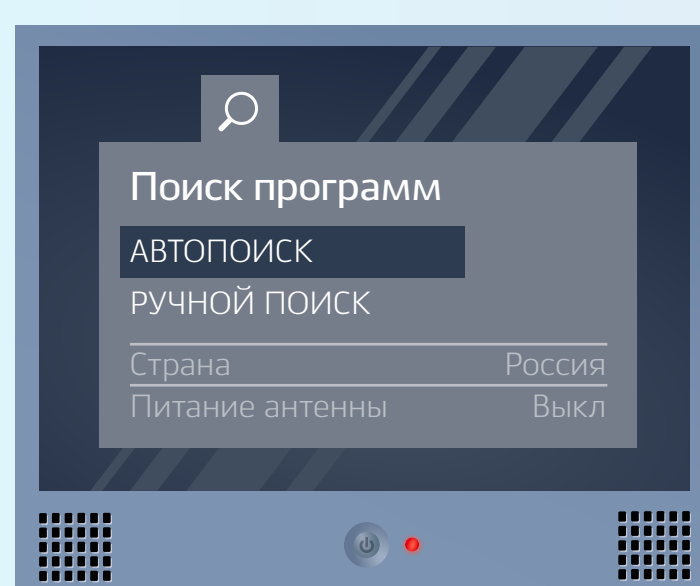 Поиск программ
АВТОПОИСК
РУЧНОЙ ПОИСК
Страна Россия
Питание антенны Выкл